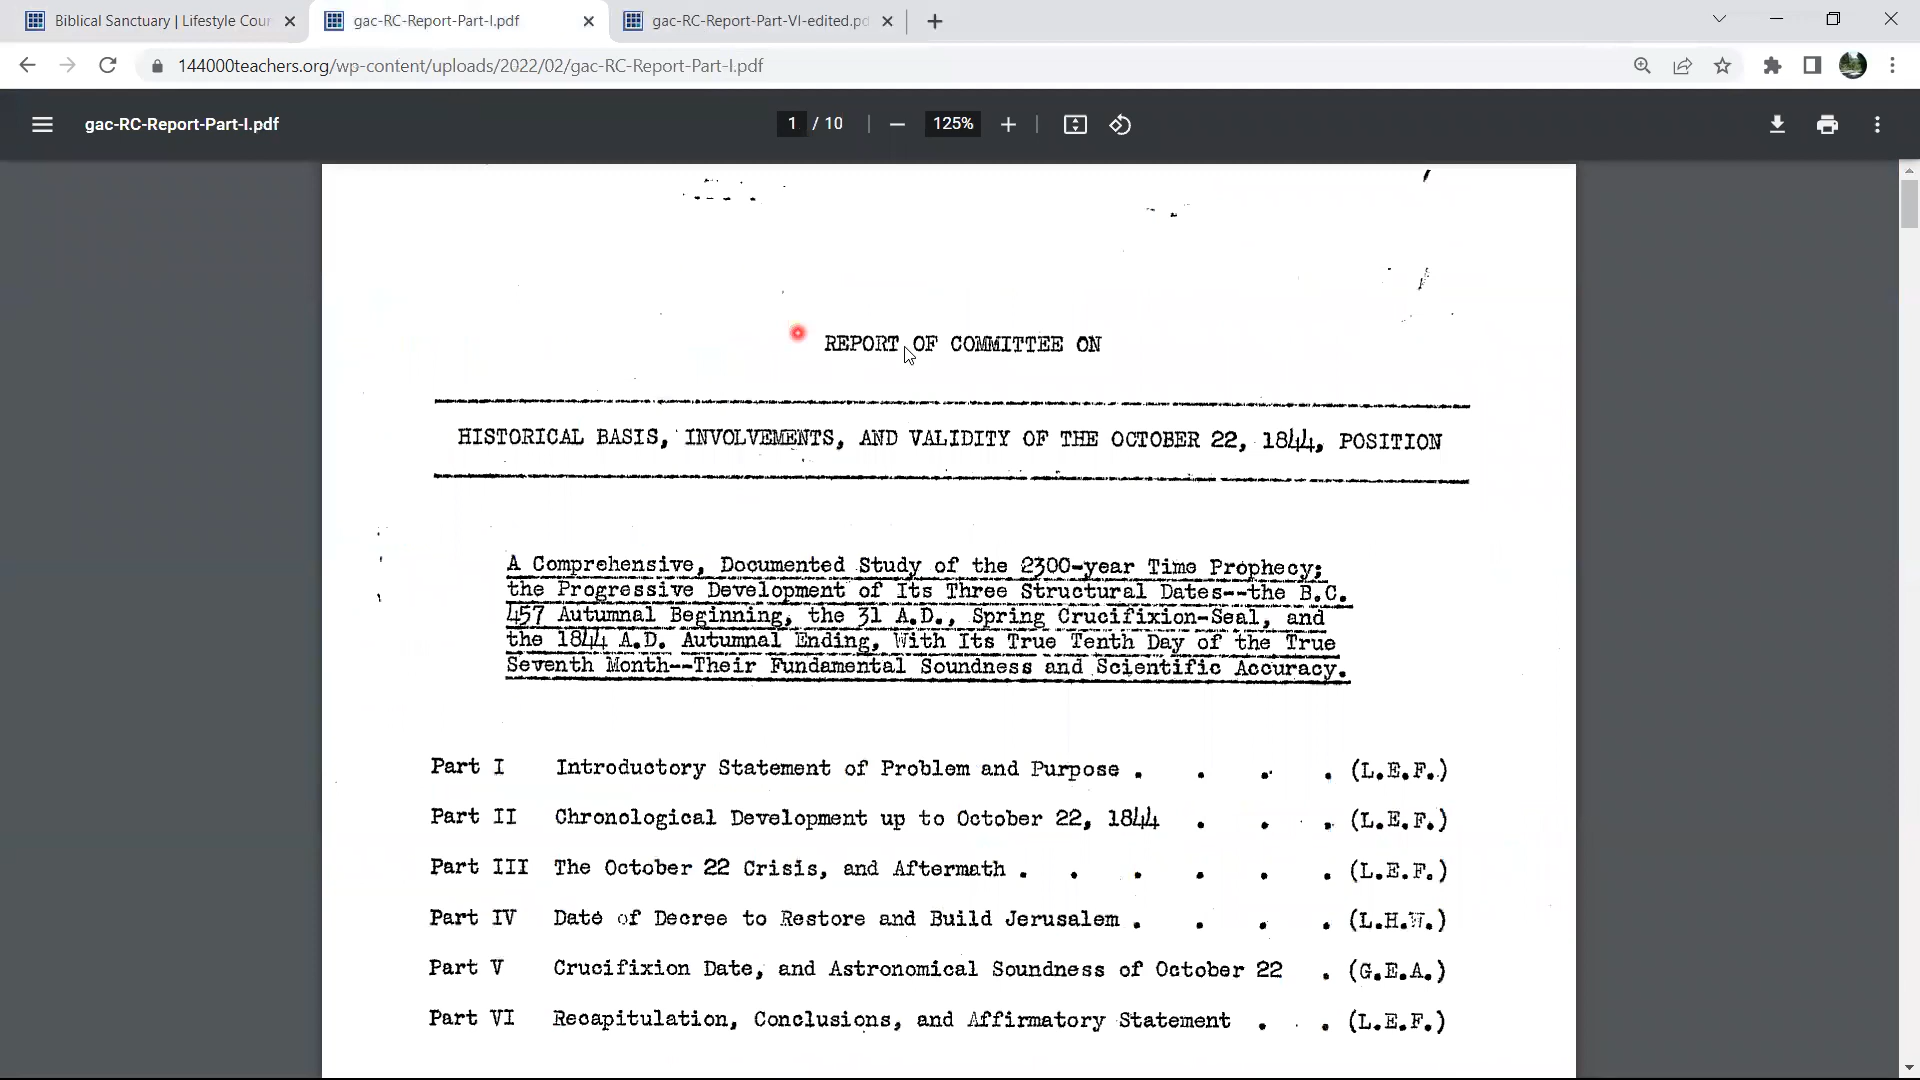 Biblical Sanctuary | Lifestyle Cour
gac-RC-Report-Part-I.pdf
gac-RC-Report-Part-VI-edited.pd
144000teachers.org/wp-content/uploads/2022/02/gac-RC-Report-Part-I.pdf
gac-RC-Report-Part-I.pdf
1 / 10
125%
REPORT OF COMMITTEE ON
HISTORICAL BASIS, INVOLVEMENTS, AND VALIDITY OF THE OCTOBER 22, 1844, POSITION
A Comprehensive, Documented Study of the 2300-year Time Prophecy;
the Progressive Development of Its Three Structural Dates--the B.C.
457 Autumnal Beginning, the 31 A.D., Spring Crucifixion-Seal, and
the 1844 A.D. Autumnal Ending, With Its True Tenth Day of the True
Seventh Month--Their Fundamental Soundness and Scientific Accuracy.
Part I Introductory Statement of Problem and Purpose . . . . (L.E.F.)
Part II Chronological Development up to October 22, 1844 . . . (L.E.F.)
Part III The October 22 Crisis, and Aftermath . . . . . . (L.E.F.)
Part IV Date of Decree to Restore and Build Jerusalem . . . . (L.H.W.)
Part V Crucifixion Date, and Astronomical Soundness of October 22 . (G.E.A.)
Part VI Recapitulation, Conclusions, and Affirmatory Statement . . (L.E.F.)